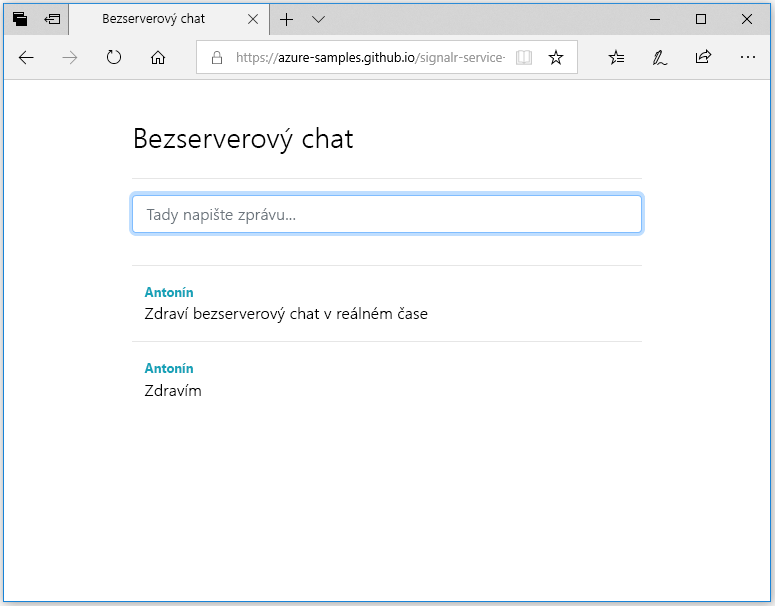 Bezserverový chat
https://azure-samples.github.io/signalr-service-
Bezserverový chat
Tady napište zprávu...
Antonín
Zdraví bezserverový chat v reálném čase
Antonín
Zdravím